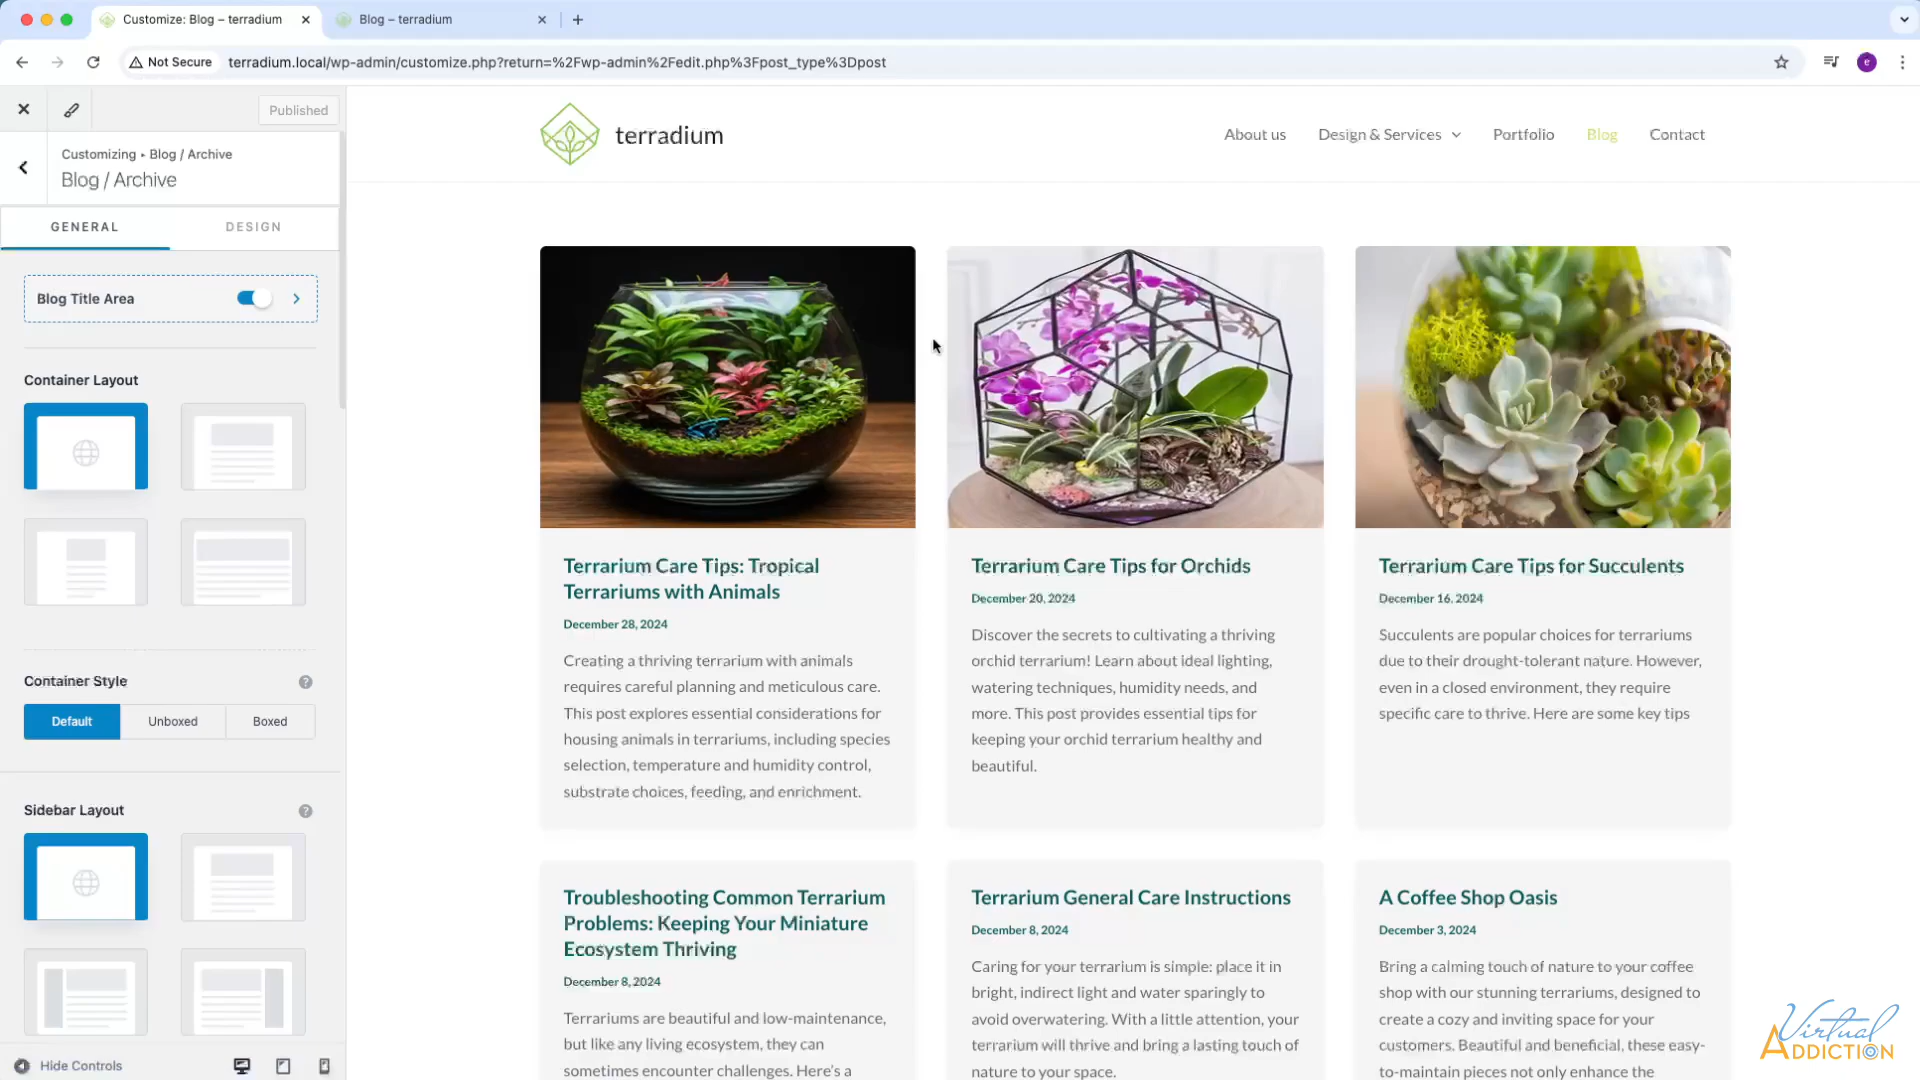 Customize: Blog – terradium
Blog – terradium
Not Secure
terradium.local/wp-admin/customize.php?return=%2Fwp-admin%2Fedit.php%3Fpost_type%3Dpost
e
Published
Customizing ▸ Blog / Archive
Blog / Archive
GENERAL
DESIGN
Blog Title Area
Container Layout
Container Style
?
Default
Unboxed
Boxed
Sidebar Layout
?
Hide Controls
terradium
About us
Design & Services
Portfolio
Blog
Contact
Terrarium Care Tips: Tropical
Terrariums with Animals
December 28, 2024
Creating a thriving terrarium with animals
requires careful planning and meticulous care.
This post explores essential considerations for
housing animals in terrariums, including species
selection, temperature and humidity control,
substrate choices, feeding, and enrichment.
Terrarium Care Tips for Orchids
December 20, 2024
Discover the secrets to cultivating a thriving
orchid terrarium! Learn about ideal lighting,
watering techniques, humidity needs, and
more. This post provides essential tips for
keeping your orchid terrarium healthy and
beautiful.
Terrarium Care Tips for Succulents
December 16, 2024
Succulents are popular choices for terrariums
due to their drought-tolerant nature. However,
even in a closed environment, they require
specific care to thrive. Here are some key tips
Troubleshooting Common Terrarium
Problems: Keeping Your Miniature
Ecosystem Thriving
December 8, 2024
Terrariums are beautiful and low-maintenance,
but like any living ecosystem, they can
sometimes encounter challenges. Here's a
Terrarium General Care Instructions
December 8, 2024
Caring for your terrarium is simple: place it in
bright, indirect light and water sparingly to
avoid overwatering. With a little attention, your
terrarium will thrive and bring a lasting touch of
nature to your space.
A Coffee Shop Oasis
December 3, 2024
Bring a calming touch of nature to your coffee
shop with our stunning terrariums, designed to
create a cozy and inviting space for your
customers. Beautiful and beneficial, these easy-
to-maintain pieces not only enhance the
Virtual
ADDICTION